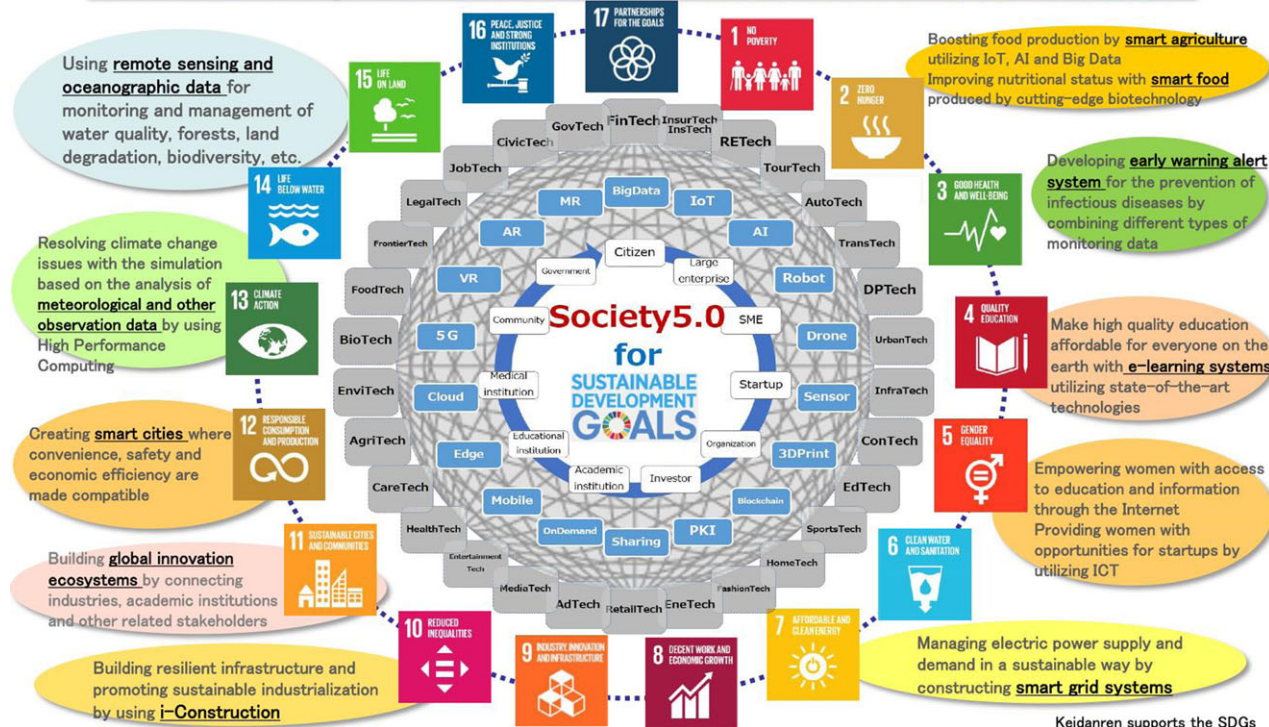 17 PARTNERSHIPS
FOR THE GOALS
16 PEACE, JUSTICE
AND STRONG
INSTITUTIONS
1 NO
POVERTY
15 LIFE
ON LAND
2 ZERO
HUNGER
Using remote sensing and
oceanographic data for
monitoring and management of
water quality, forests, land
degradation, biodiversity, etc.
Boosting food production by smart agriculture
utilizing IoT, AI and Big Data
Improving nutritional status with smart food
produced by cutting-edge biotechnology
14 LIFE
BELOW WATER
3 GOOD HEALTH
AND WELL-BEING
Developing early warning alert
system for the prevention of
infectious diseases by
combining different types of
monitoring data
Resolving climate change
issues with the simulation
based on the analysis of
meteorological and other
observation data by using
High Performance
Computing
13 CLIMATE
ACTION
4 QUALITY
EDUCATION
Make high quality education
affordable for everyone on the
earth with e-learning systems
utilizing state-of-the-art
technologies
Creating smart cities where
convenience, safety and
economic efficiency are
made compatible
12 RESPONSIBLE
CONSUMPTION
AND PRODUCTION
5 GENDER
EQUALITY
Empowering women with access
to education and information
through the Internet
Providing women with
opportunities for startups by
utilizing ICT
Building global innovation
ecosystems by connecting
industries, academic institutions
and other related stakeholders
11 SUSTAINABLE CITIES
AND COMMUNITIES
6 CLEAN WATER
AND SANITATION
Building resilient infrastructure and
promoting sustainable industrialization
by using i-Construction
10 REDUCED
INEQUALITIES
9 INDUSTRY, INNOVATION
AND INFRASTRUCTURE
8 DECENT WORK AND
ECONOMIC GROWTH
7 AFFORDABLE AND
CLEAN ENERGY
Managing electric power supply and
demand in a sustainable way by
constructing smart grid systems
FinTech
InsurTech
InsTech
RETech
TourTech
AutoTech
TransTech
DPTech
UrbanTech
InfraTech
ConTech
EdTech
SportsTech
HomeTech
FashionTech
EneTech
RetailTech
AdTech
MediaTech
Entertainment
Tech
HealthTech
CareTech
AgriTech
EnviTech
BioTech
FoodTech
FrontierTech
LegalTech
JobTech
CivicTech
GovTech
BigData
IoT
AI
Robot
Drone
Sensor
3DPrint
Blockchain
PKI
Sharing
OnDemand
Mobile
Edge
Cloud
5G
VR
AR
MR
Citizen
Large
enterprise
SME
Startup
Organization
Investor
Academic
institution
Educational
institution
Medical
institution
Community
Government
Society5.0
for
SUSTAINABLE
DEVELOPMENT
GOALS
Keidanren supports the SDGs